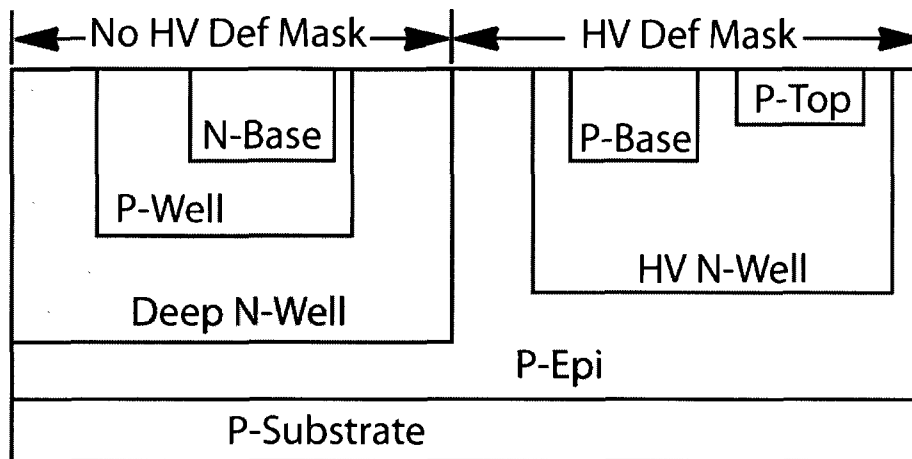 No HV Def Mask
HV Def Mask
N-Base
P-Base
P-Top
P-Well
HV N-Well
Deep N-Well
P-Epi
P-Substrate